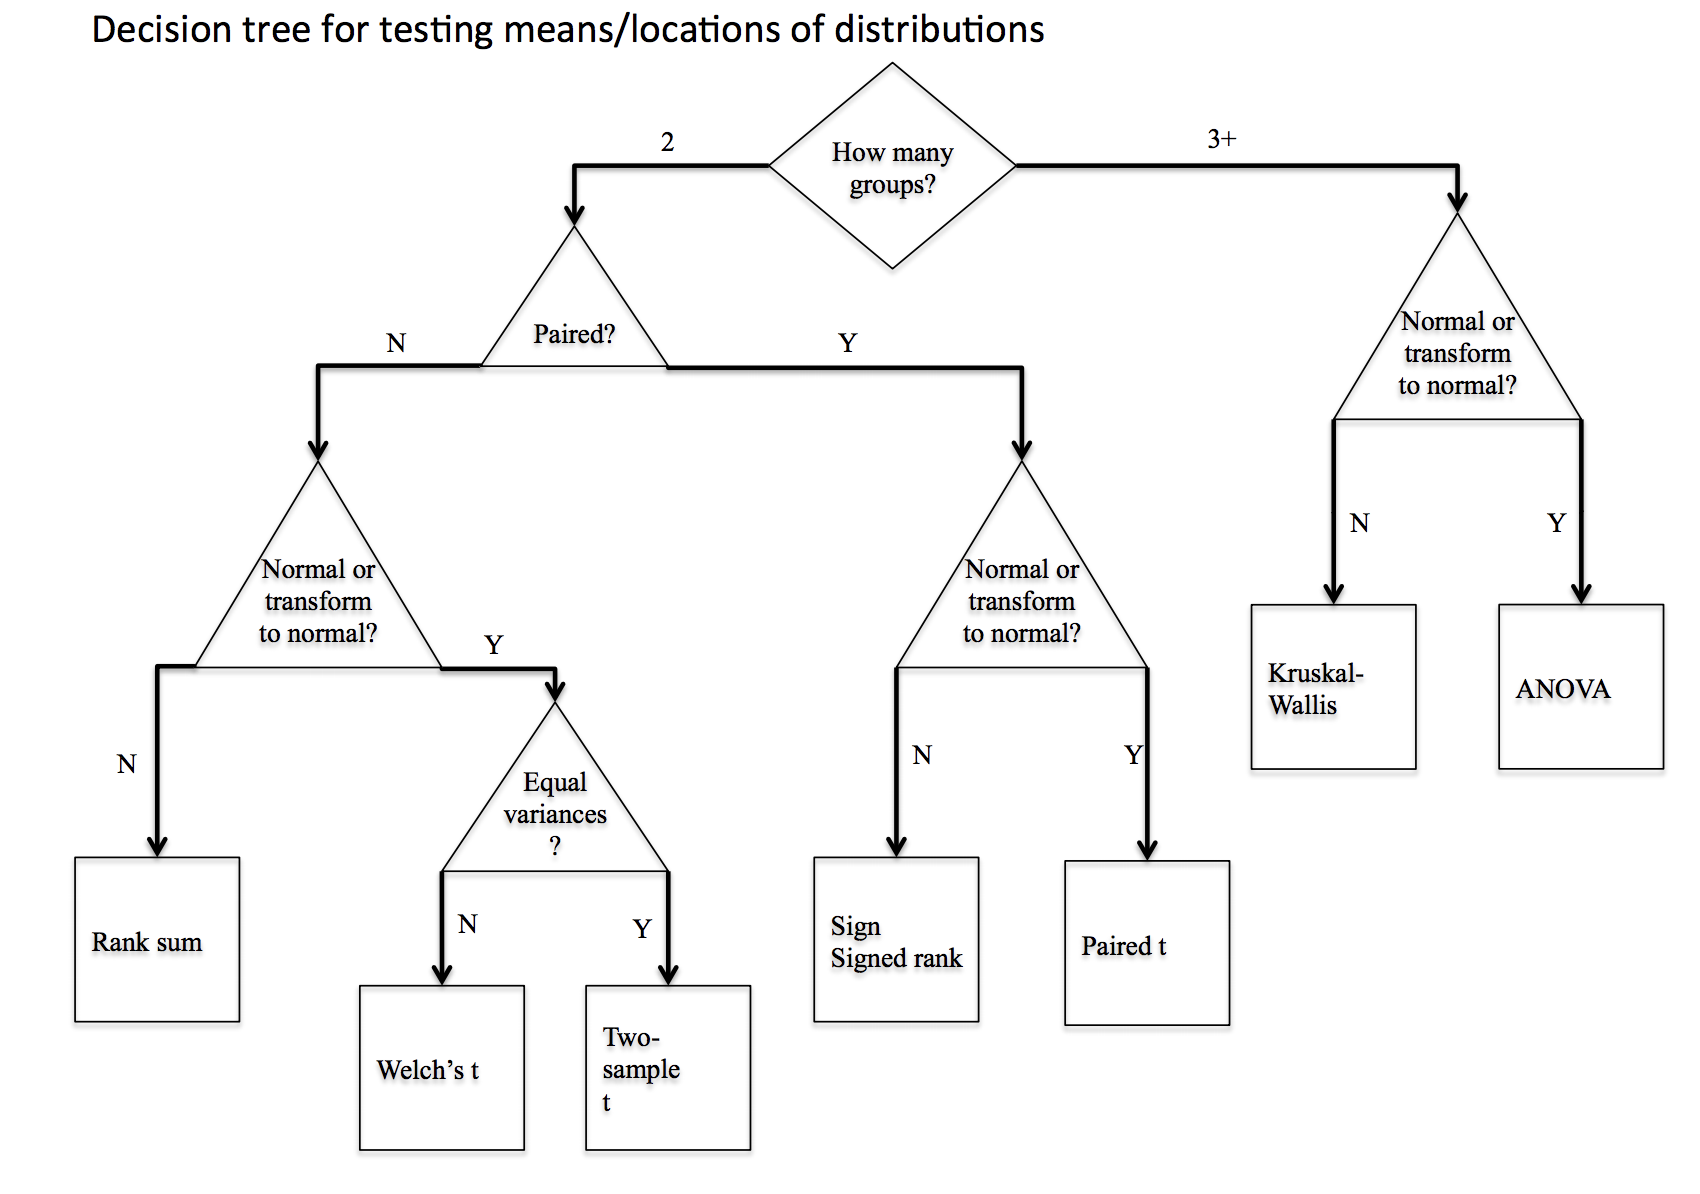 Decision tree for testing means/locations of distributions
How many
groups?
2
3+
Paired?
N
Y
Normal or
transform
to normal?
N
Y
Normal or
transform
to normal?
N
Y
Equal
variances
?
N
Y
Normal or
transform
to normal?
N
Y
Kruskal-
Wallis
ANOVA
Rank sum
Welch’s t
Two-
sample
t
Sign
Signed rank
Paired t